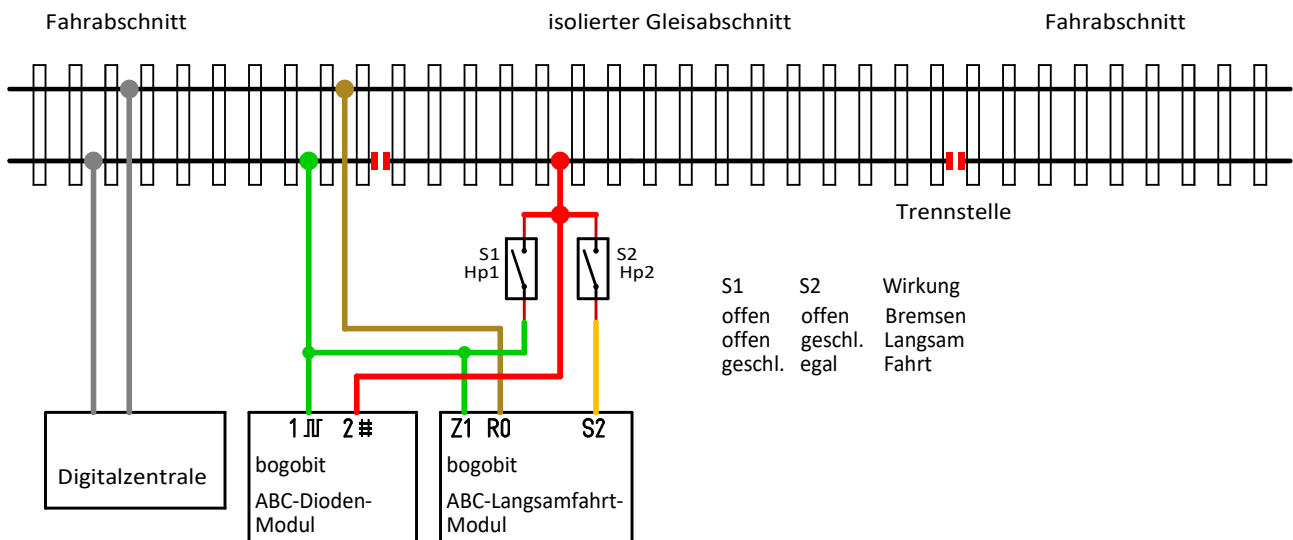 Fahrabschnitt isolierter Gleisabschnitt Fahrabschnitt
Trennstelle
S1 Hp1
S2 Hp2
S1 S2 Wirkung
offen offen Bremsen
offen geschl. Langsam
geschl. egal Fahrt
Digitalzentrale
1 2 #
bogobit
ABC-Dioden-
Modul
Z1 R0 S2
bogobit
ABC-Langsamfahrt-
Modul